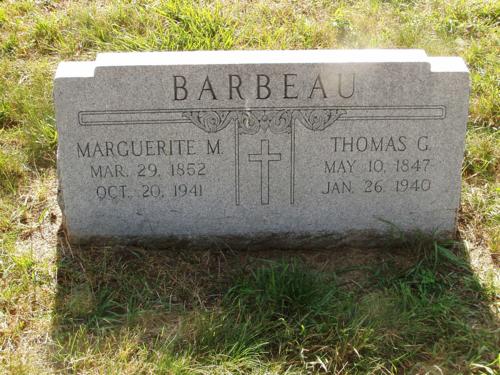 BARBEAU
MARGUERITE M.
MAR. 29, 1852
OCT. 20, 1941
THOMAS G.
MAY 10, 1847
JAN. 26, 1940